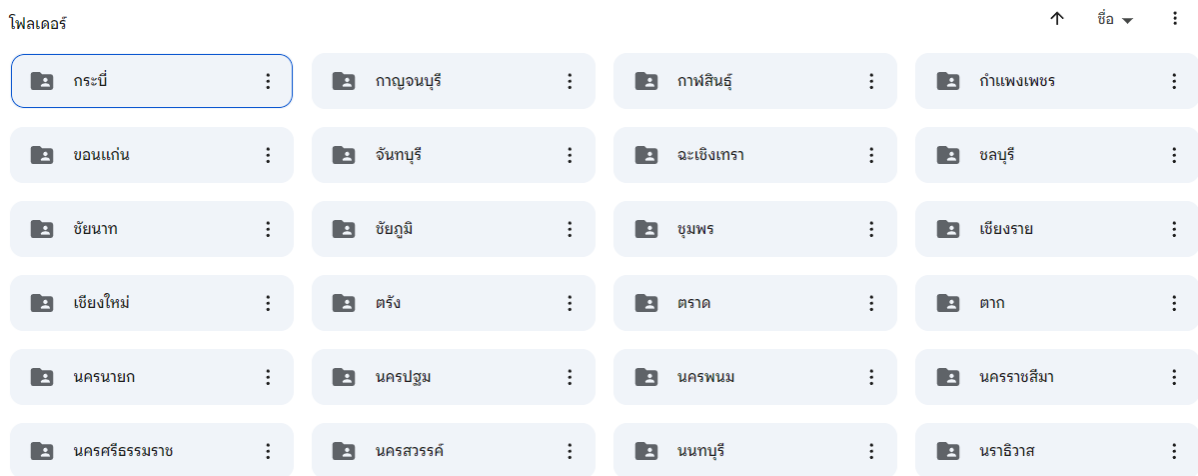 โฟลเดอร์ ชื่อ
กระบี่ กาญจนบุรี กาฬสินธุ์ กำแพงเพชร
ขอนแก่น จันทบุรี ฉะเชิงเทรา ชลบุรี
ชัยนาท ชัยภูมิ ชุมพร เชียงราย
เชียงใหม่ ตรัง ตราด ตาก
นครนายก นครปฐม นครพนม นครราชสีมา
นครศรีธรรมราช นครสวรรค์ นนทบุรี นราธิวาส